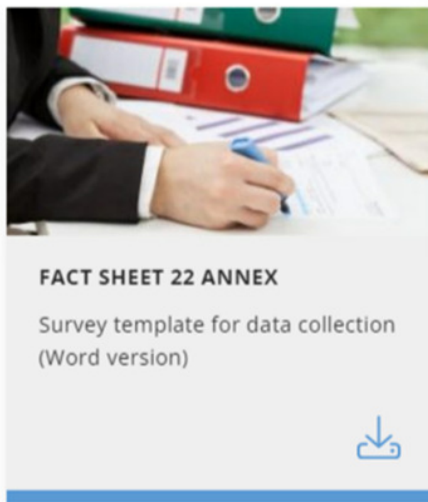 FACT SHEET 22 ANNEX
Survey template for data collection
(Word version)